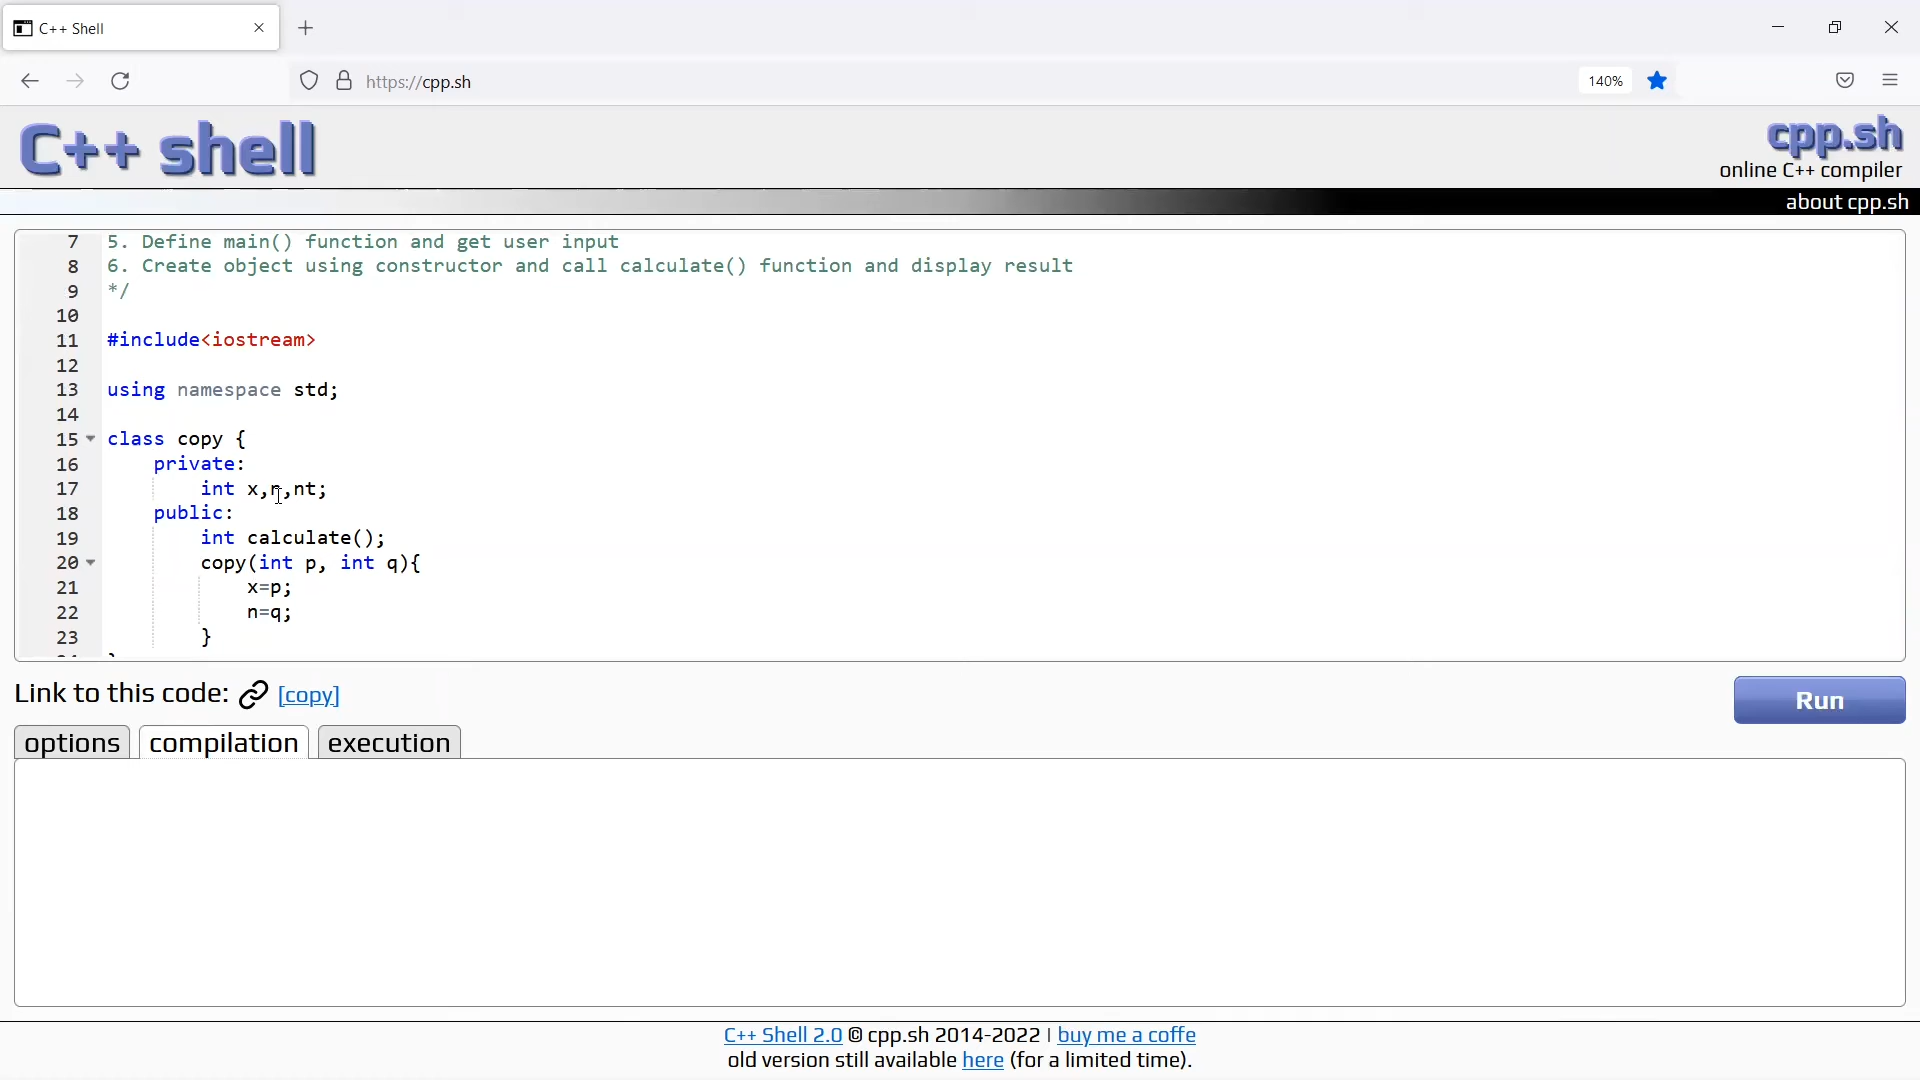 C++ Shell
https://cpp.sh
140%
C++ shell
cpp.sh
online C++ compiler
about cpp.sh
7 5. Define main() function and get user input
8 6. Create object using constructor and call calculate() function and display result
9 */
10
11 #include<iostream>
12
13 using namespace std;
14
15 class copy {
16 private:
17 int x,n,nt;
18 public:
19 int calculate();
20 copy(int p, int q){
21 x=p;
22 n=q;
23 }
Link to this code: [copy]
Run
options compilation execution
C++ Shell 2.0 © cpp.sh 2014-2022 | buy me a coffe
old version still available here (for a limited time).